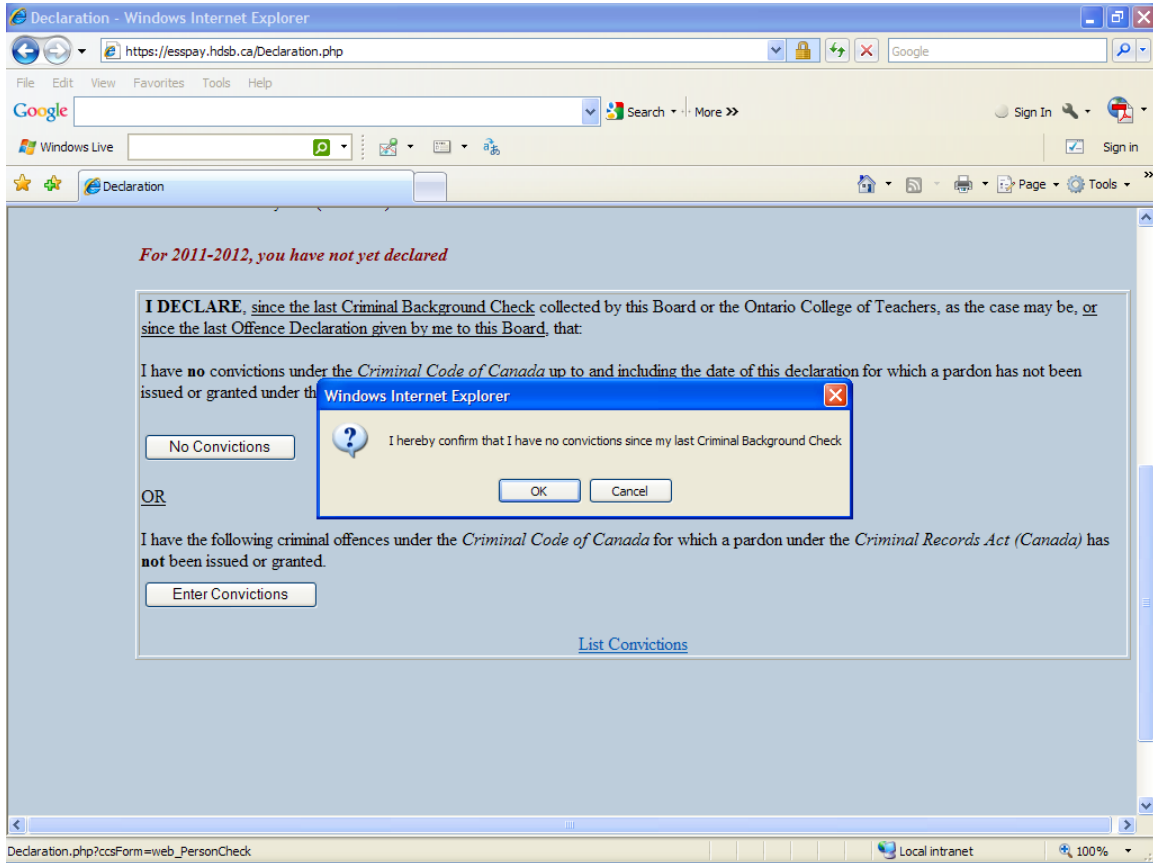 Declaration - Windows Internet Explorer
https://esspay.hdsb.ca/Declaration.php
Google
File Edit View Favorites Tools Help
Google Search More >> Sign In
Windows Live Sign in
Declaration Page Tools >>
For 2011-2012, you have not yet declared
I DECLARE, since the last Criminal Background Check collected by this Board or the Ontario College of Teachers, as the case may be, or
since the last Offence Declaration given by me to this Board, that:
I have no convictions under the Criminal Code of Canada up to and including the date of this declaration for which a pardon has not been
issued or granted under th
Windows Internet Explorer
I hereby confirm that I have no convictions since my last Criminal Background Check
OK Cancel
No Convictions
OR
I have the following criminal offences under the Criminal Code of Canada for which a pardon under the Criminal Records Act (Canada) has
not been issued or granted.
Enter Convictions
List Convictions
Declaration.php?ccsForm=web_PersonCheck Local intranet 100%